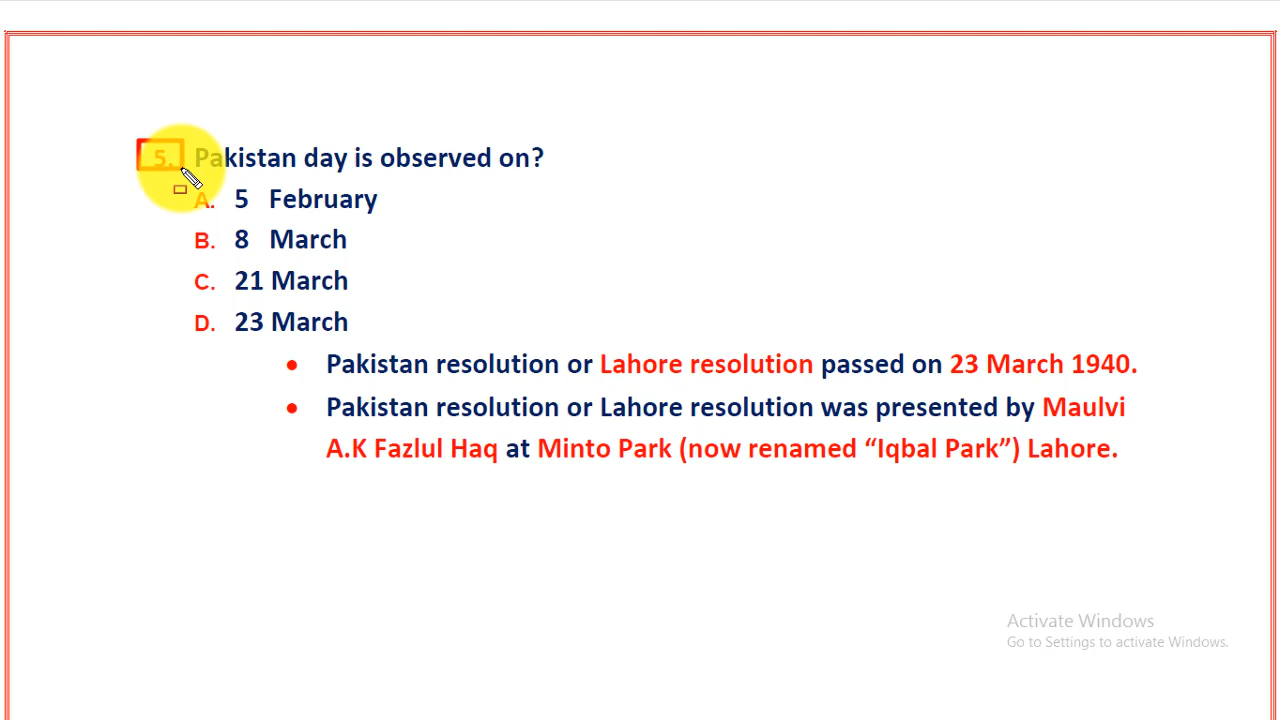 5. Pakistan day is observed on?
A. 5 February
B. 8 March
C. 21 March
D. 23 March
• Pakistan resolution or Lahore resolution passed on 23 March 1940.
• Pakistan resolution or Lahore resolution was presented by Maulvi
A.K Fazlul Haq at Minto Park (now renamed “Iqbal Park”) Lahore.
Activate Windows
Go to Settings to activate Windows.